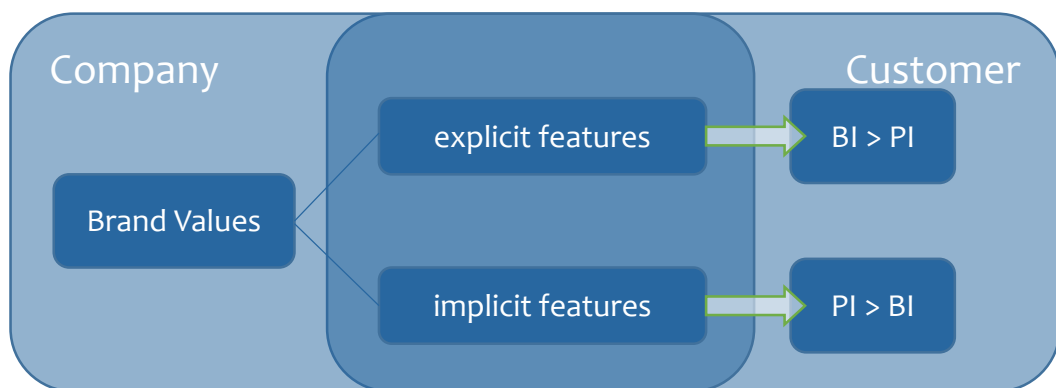 Company
Customer
explicit features
BI > PI
Brand Values
implicit features
PI > BI